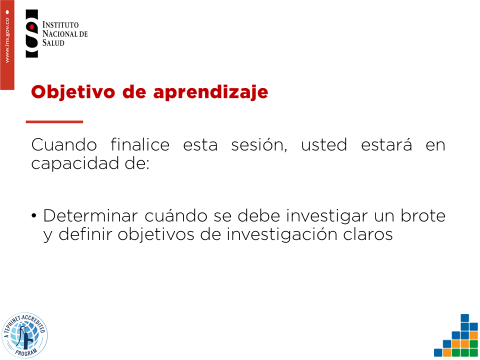 www.ins.gov.co
INSTITUTO
NACIONAL DE
SALUD
Objetivo de aprendizaje
Cuando finalice esta sesión, usted estará en
capacidad de:
• Determinar cuándo se debe investigar un brote
y definir objetivos de investigación claros
A TEPHINET ACCREDITED
PROGRAM